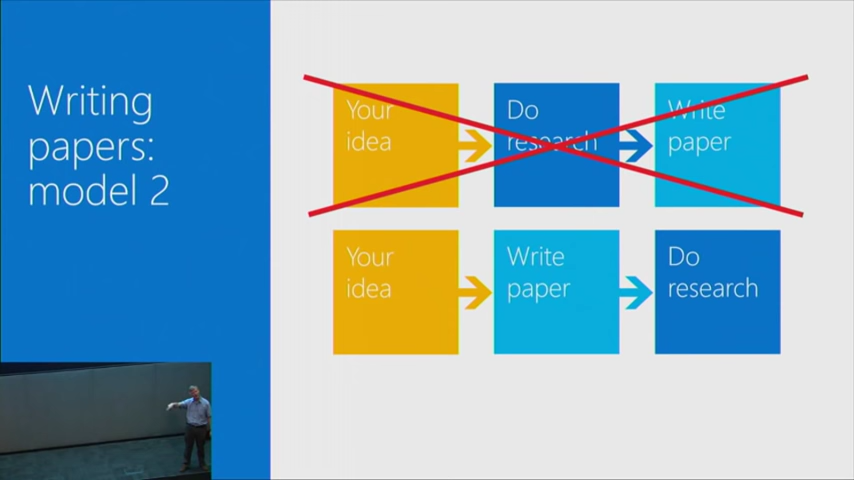 Writing
papers:
model 2
Your
idea
Do
research
Write
paper
Your
idea
Write
paper
Do
research